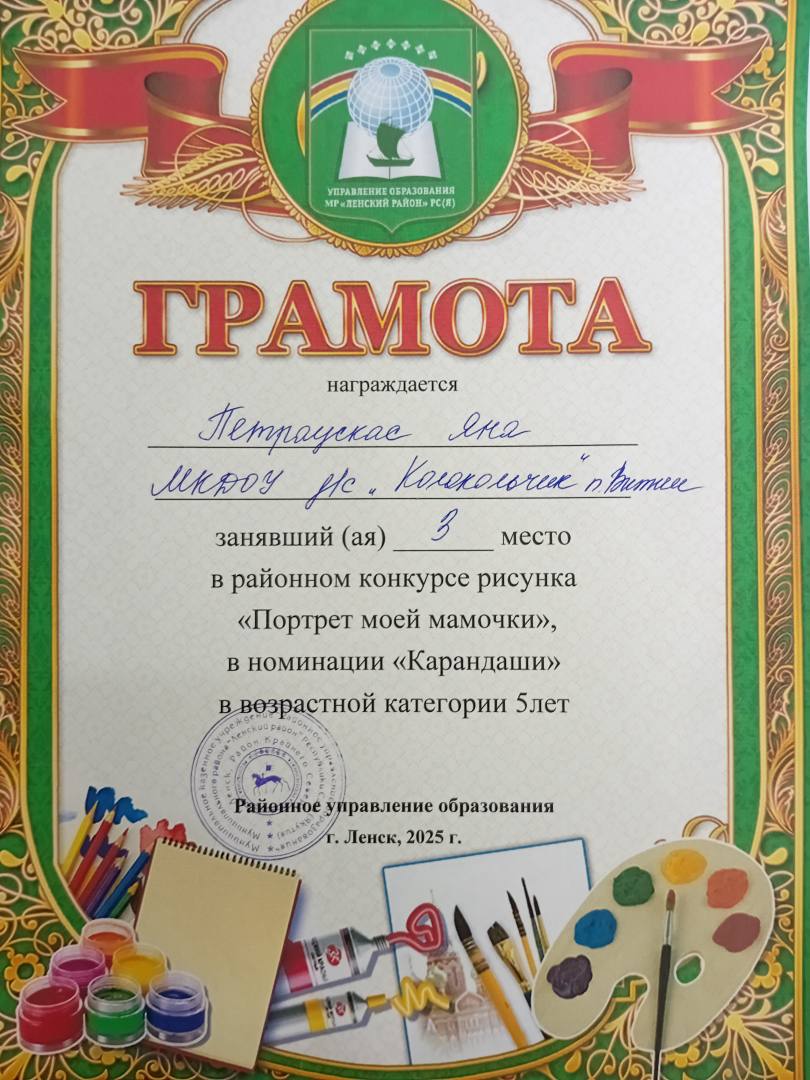 УПРАВЛЕНИЕ ОБРАЗОВАНИЯ
МР «ЛЕНСКИЙ РАЙОН» РС(Я)
ГРАМОТА
награждается
Петраускас Яна
МКДОУ д/с „Колокольчик" п. Витим
занявший (ая) 3 место
в районном конкурсе рисунка
«Портрет моей мамочки»,
в номинации «Карандаши»
в возрастной категории 5лет
Районное управление образования
г. Ленск, 2025 г.